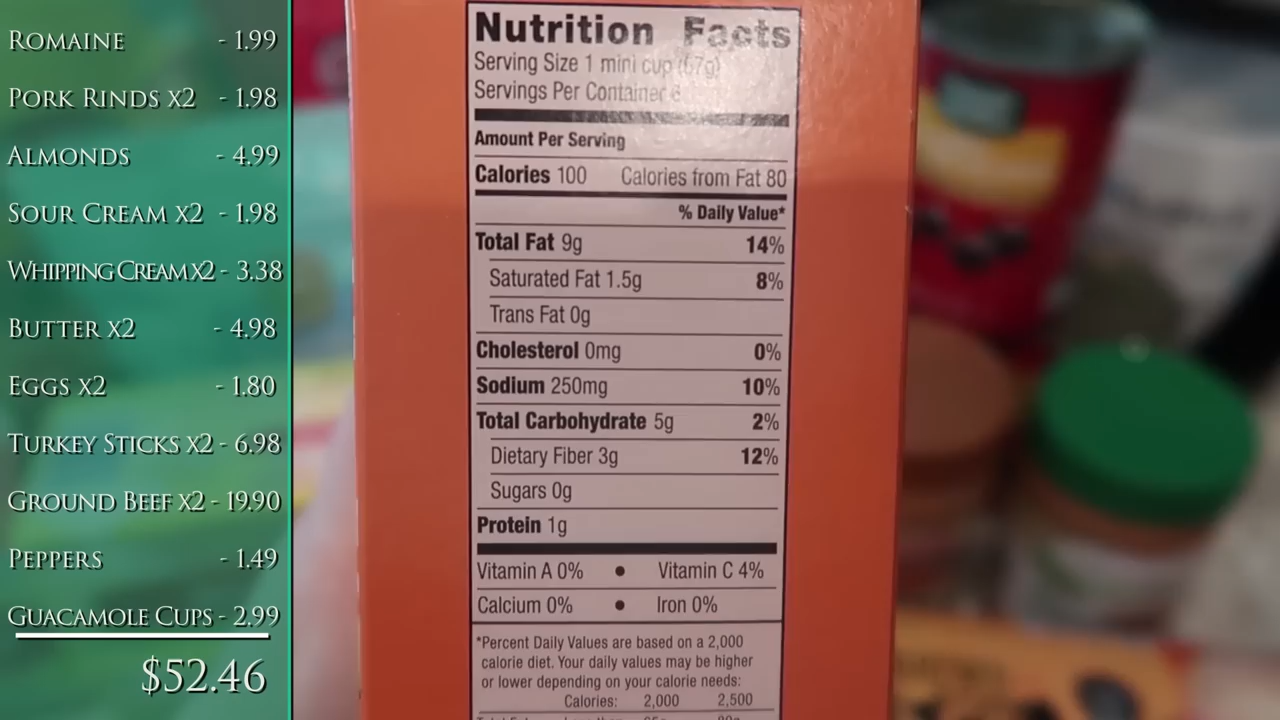 ROMAINE - 1.99
PORK RINDS X2 - 1.98
ALMONDS - 4.99
SOUR CREAM X2 - 1.98
WHIPPING CREAM X2 - 3.38
BUTTER X2 - 4.98
EGGS X2 - 1.80
TURKEY STICKS X2 - 6.98
GROUND BEEF X2 - 19.90
PEPPERS - 1.49
GUACAMOLE CUPS - 2.99
$52.46
Nutrition Facts
Serving Size 1 mini cup (57g)
Servings Per Container 6
Amount Per Serving
Calories 100 Calories from Fat 80
% Daily Value*
Total Fat 9g 14%
Saturated Fat 1.5g 8%
Trans Fat 0g
Cholesterol 0mg 0%
Sodium 250mg 10%
Total Carbohydrate 5g 2%
Dietary Fiber 3g 12%
Sugars 0g
Protein 1g
Vitamin A 0% • Vitamin C 4%
Calcium 0% • Iron 0%
*Percent Daily Values are based on a 2,000
calorie diet. Your daily values may be higher
or lower depending on your calorie needs:
Calories: 2,000 2,500